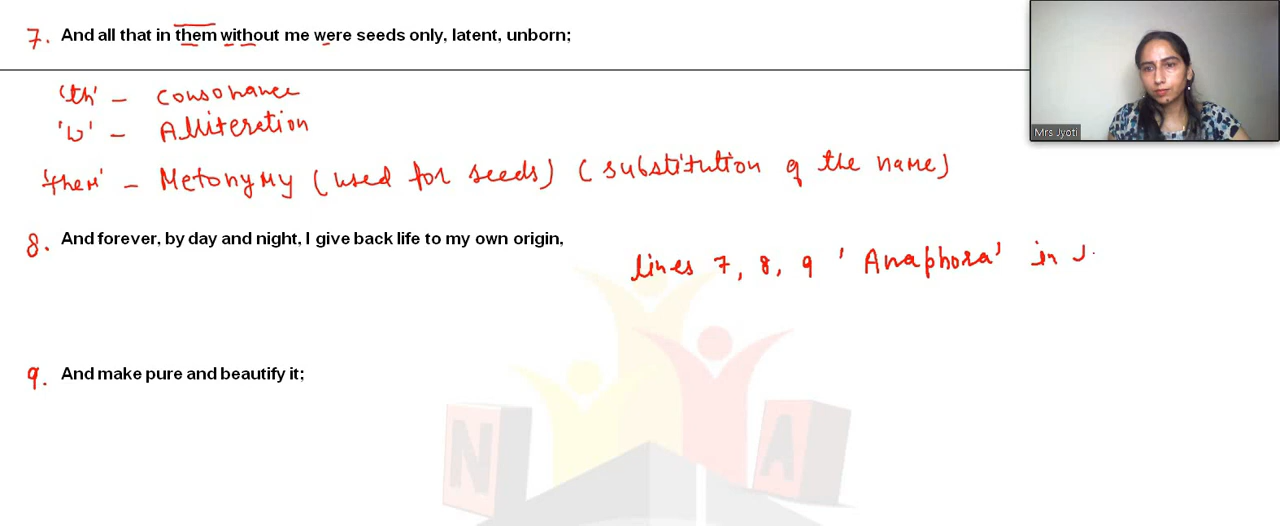 7. And all that in them without me were seeds only, latent, unborn;
Mrs Jyoti
'th' - Consonance
'w' - Alliteration
'them' - Metonymy (used for seeds) (substitution of the name)
8. And forever, by day and night, I give back life to my own origin,
lines 7, 8, 9 'Anaphora' in
9. And make pure and beautify it;
N A